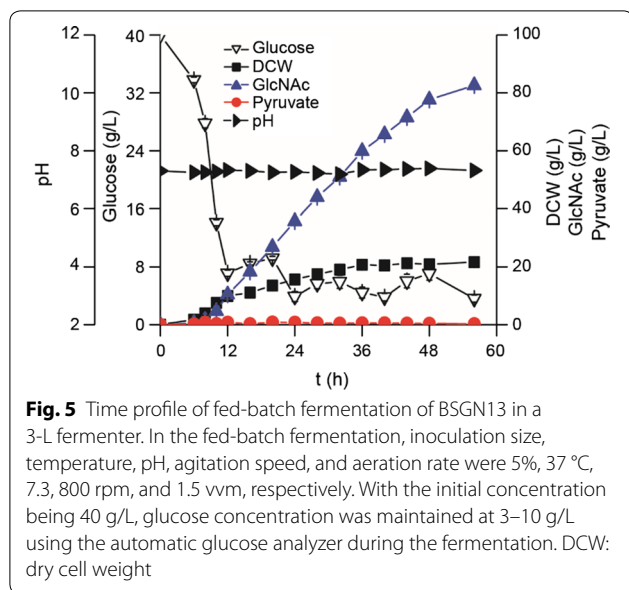 12
10
8
6
4
2
pH
40
32
24
16
8
0
Glucose (g/L)
Glucose
DCW
GlcNAc
Pyruvate
pH
100
80
60
40
20
0
DCW (g/L)
GlcNAc (g/L)
Pyruvate (g/L)
0 12 24 36 48 60
t (h)
Fig. 5 Time profile of fed-batch fermentation of BSGN13 in a
3-L fermenter. In the fed-batch fermentation, inoculation size,
temperature, pH, agitation speed, and aeration rate were 5%, 37 °C,
7.3, 800 rpm, and 1.5 vvm, respectively. With the initial concentration
being 40 g/L, glucose concentration was maintained at 3–10 g/L
using the automatic glucose analyzer during the fermentation. DCW:
dry cell weight